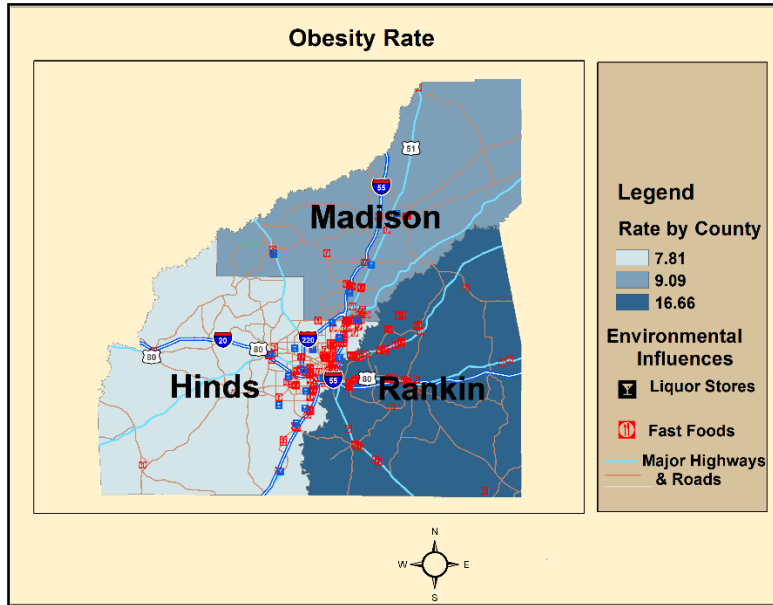 Obesity Rate
51
55
Madison
20
80
80
220
Hinds
55
80
Rankin
Legend
Rate by County
7.81
9.09
16.66
Environmental
Influences
Liquor Stores
Fast Foods
Major Highways
& Roads
N
W
E
S